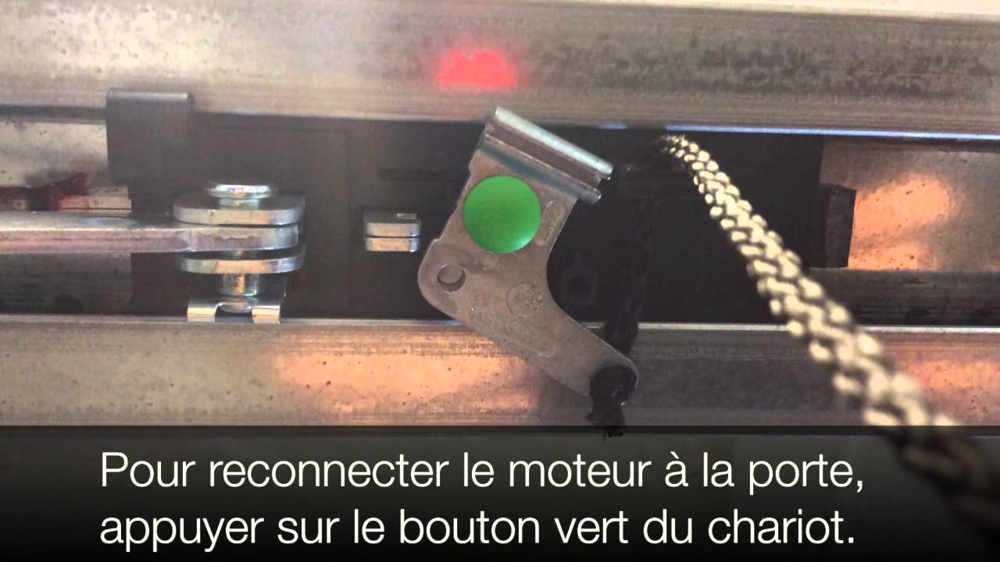 Pour reconnecter le moteur à la porte,
appuyer sur le bouton vert du chariot.